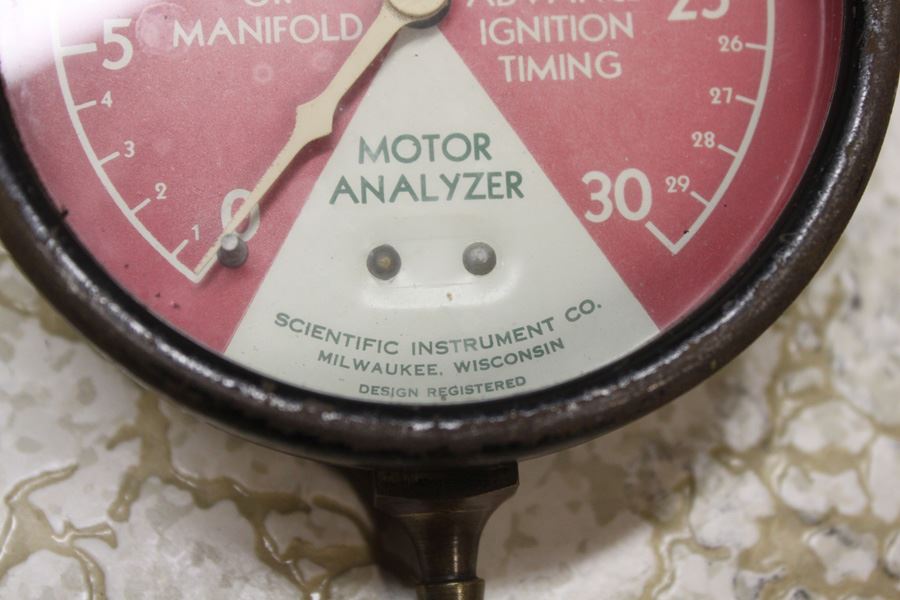 MANIFOLD
ADVANCE
IGNITION
TIMING
25
26
27
28
29
30
5
4
3
2
1
0
MOTOR
ANALYZER
SCIENTIFIC INSTRUMENT CO.
MILWAUKEE, WISCONSIN
DESIGN REGISTERED